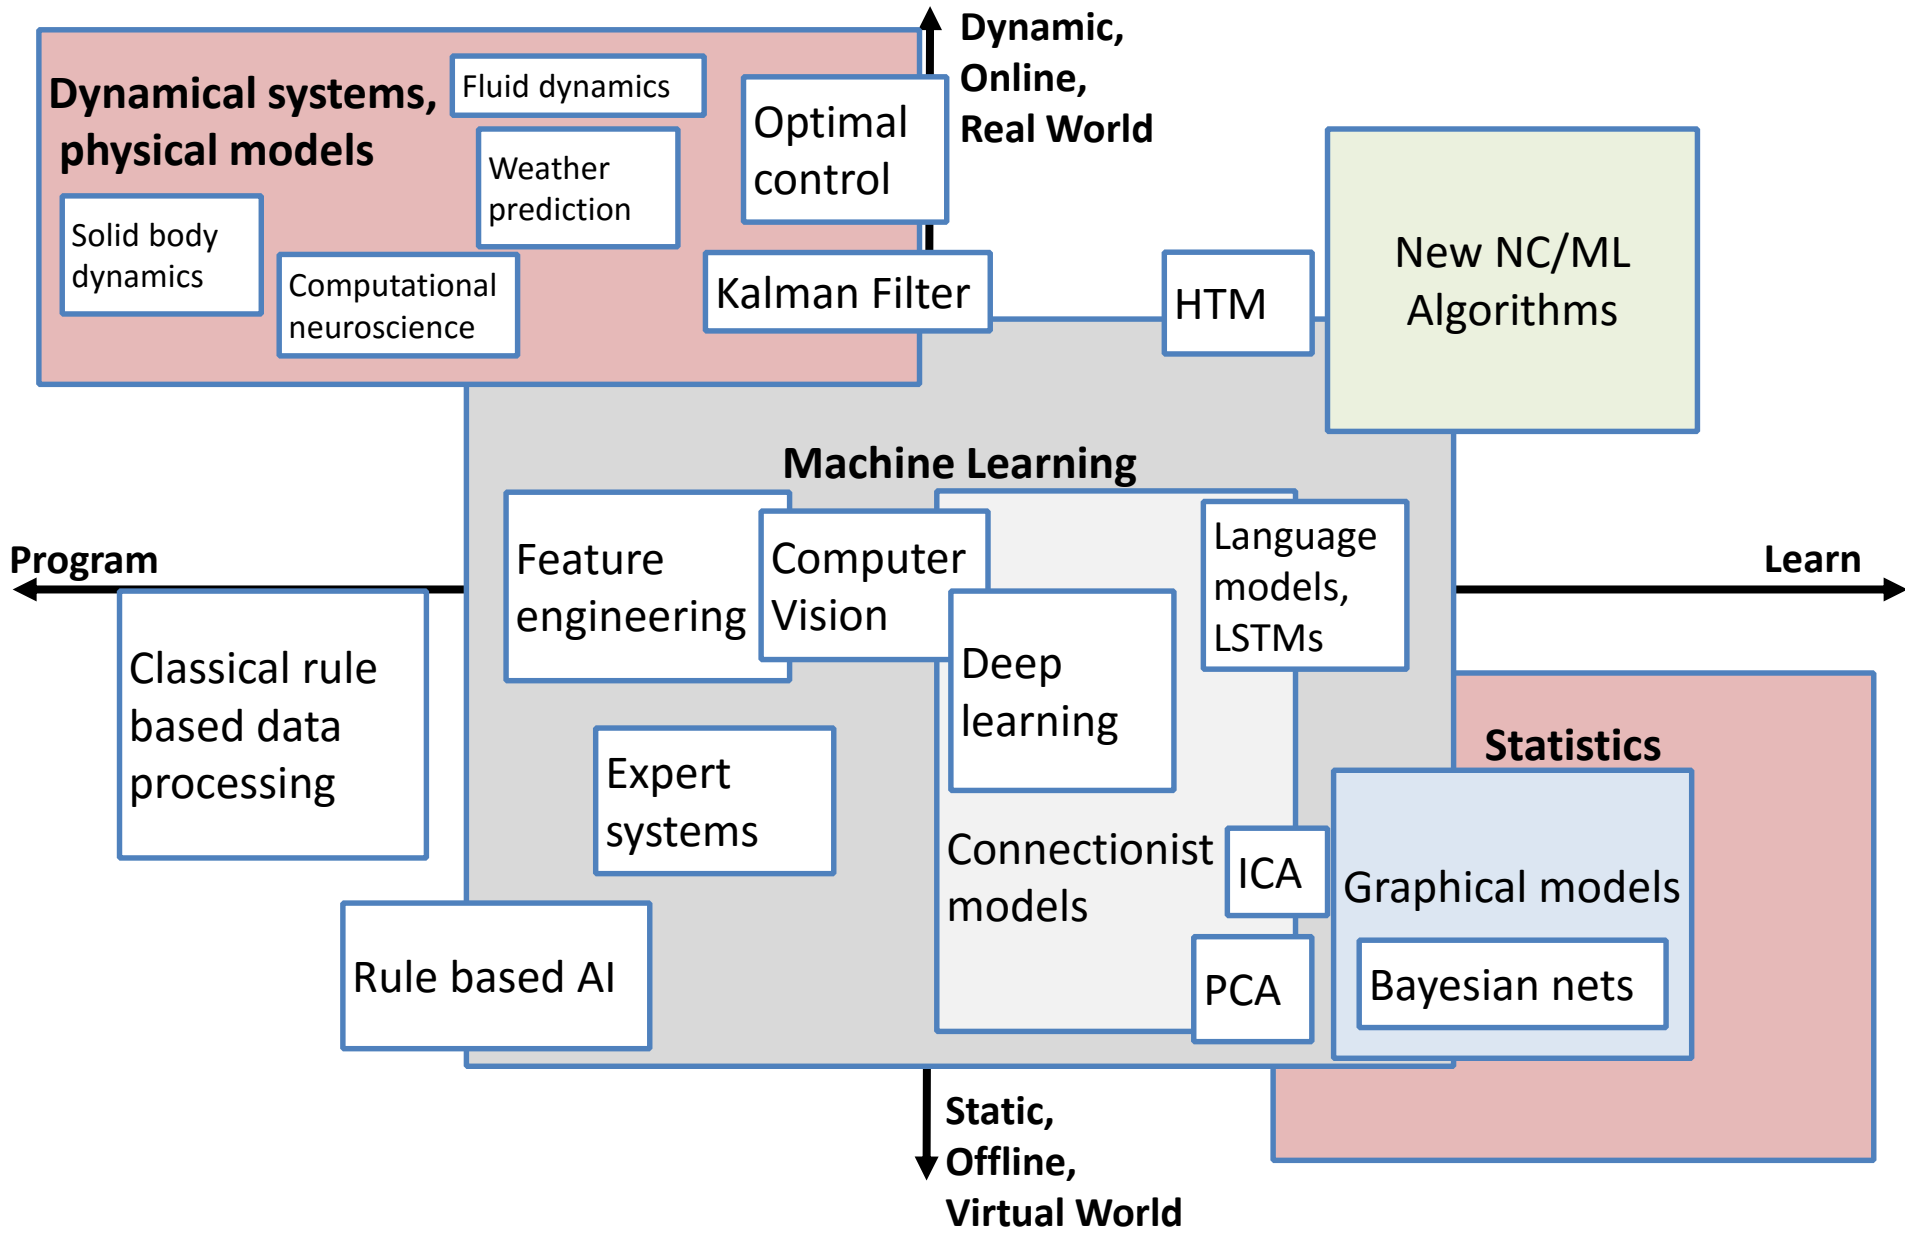 Dynamic,
Online,
Real World
Dynamical systems,
physical models
Fluid dynamics
Weather
prediction
Optimal
control
Solid body
dynamics
Computational
neuroscience
Kalman Filter
HTM
New NC/ML
Algorithms
Machine Learning
Program
Learn
Feature
engineering
Computer
Vision
Language
models,
LSTMs
Classical rule
based data
processing
Deep
learning
Expert
systems
Statistics
Connectionist
models
ICA
Graphical models
Rule based AI
PCA
Bayesian nets
Static,
Offline,
Virtual World